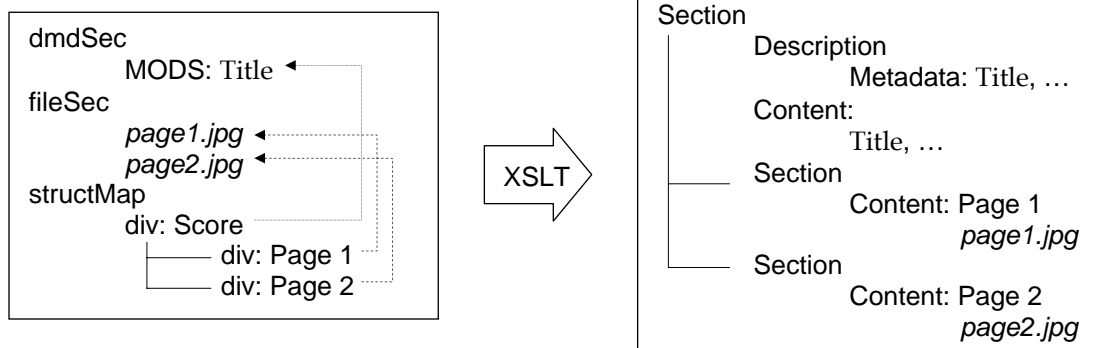 dmdSec
MODS: Title
fileSec
page1.jpg
page2.jpg
structMap
div: Score
div: Page 1
div: Page 2
XSLT
Section
Description
Metadata: Title, …
Content:
Title, …
Section
Content: Page 1
page1.jpg
Section
Content: Page 2
page2.jpg